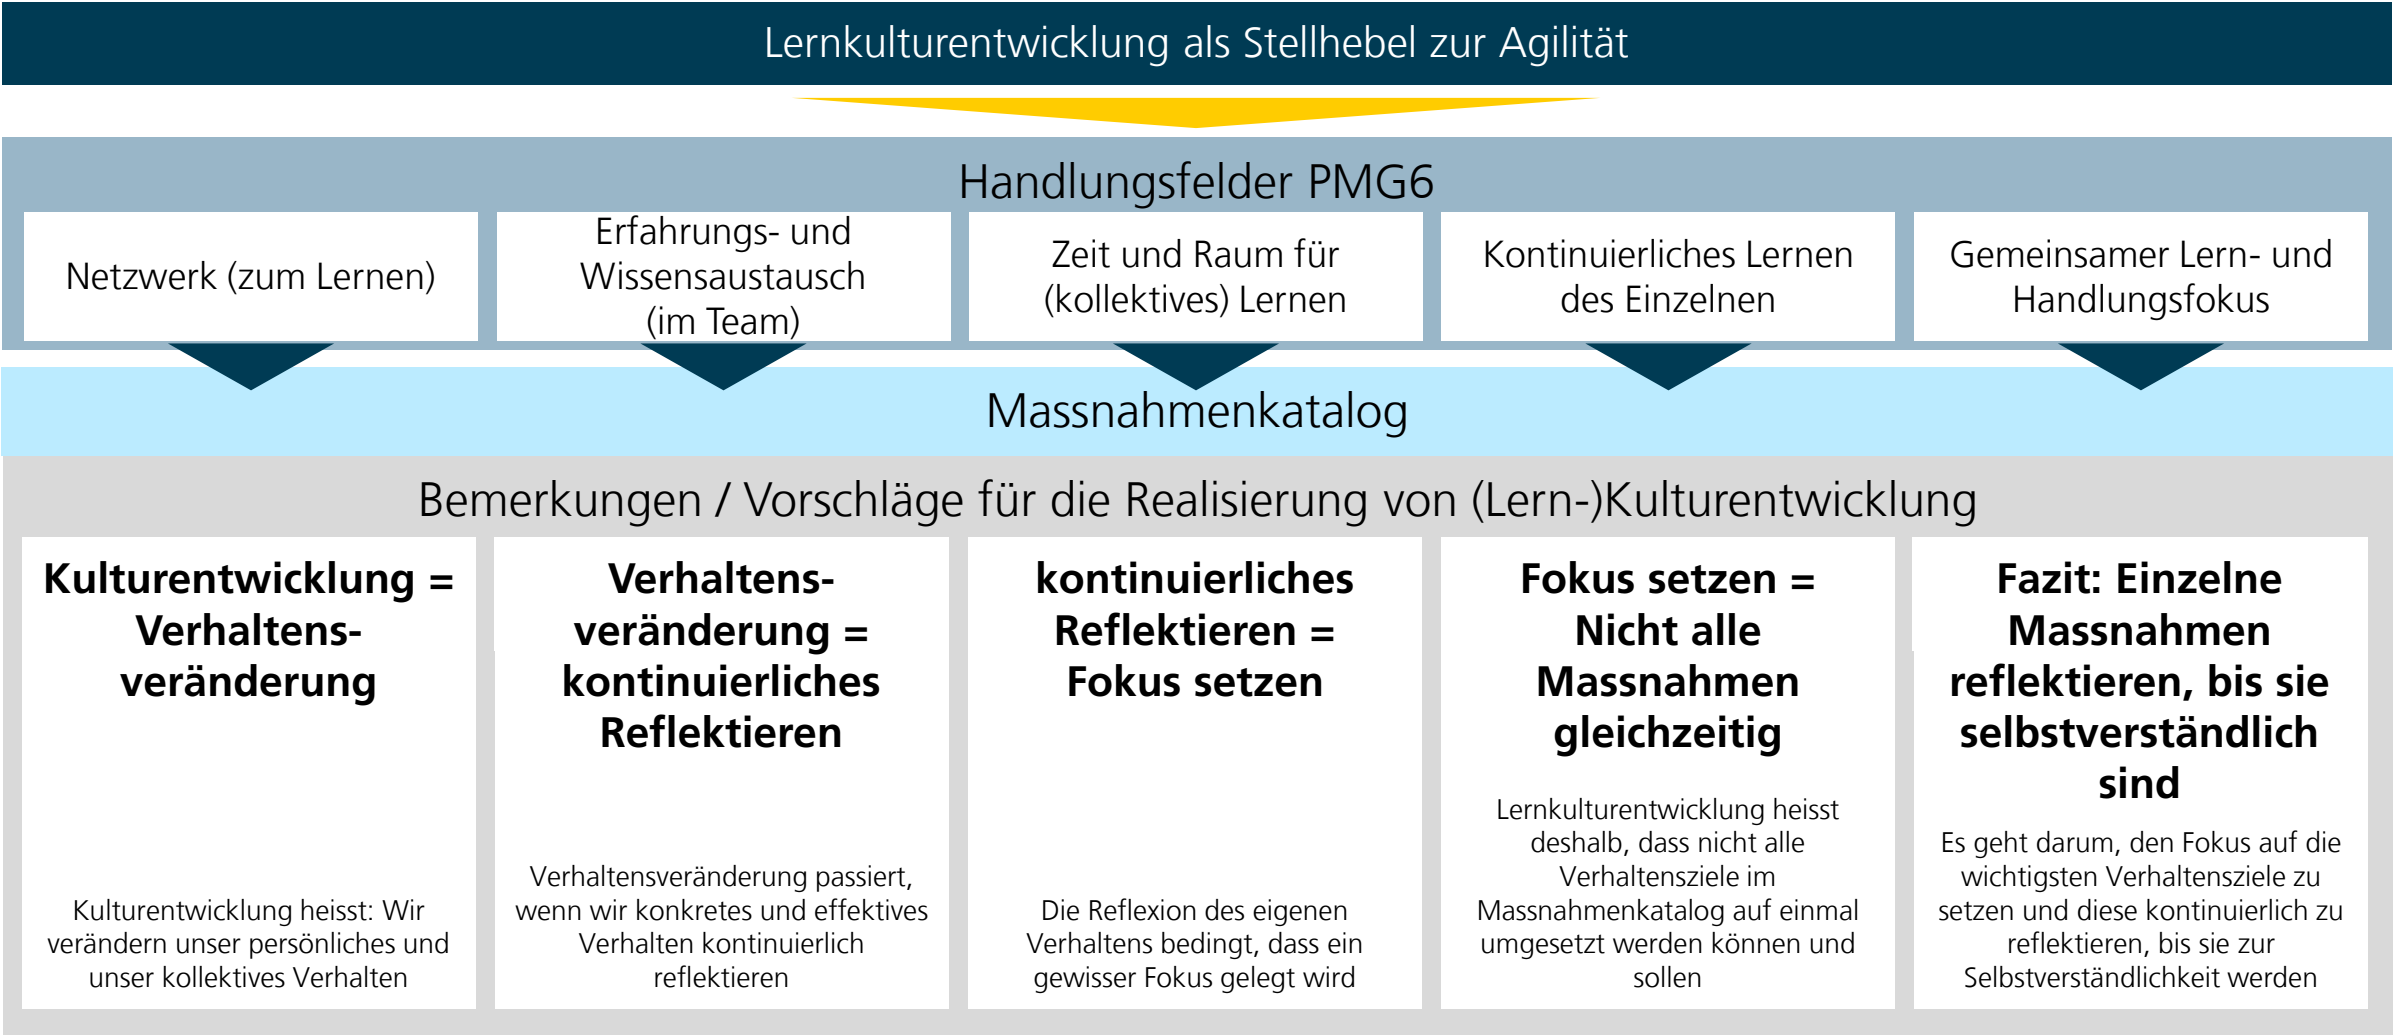 Lernkulturentwicklung als Stellhebel zur Agilität
Handlungsfelder PMG6
Netzwerk (zum Lernen)
Erfahrungs- und
Wissensaustausch
(im Team)
Zeit und Raum für
(kollektives) Lernen
Kontinuierliches Lernen
des Einzelnen
Gemeinsamer Lern- und
Handlungsfokus
Massnahmenkatalog
Bemerkungen / Vorschläge für die Realisierung von (Lern-)Kulturentwicklung
Kulturentwicklung =
Verhaltens-
veränderung
Kulturentwicklung heisst: Wir
verändern unser persönliches und
unser kollektives Verhalten
Verhaltens-
veränderung =
kontinuierliches
Reflektieren
Verhaltensveränderung passiert,
wenn wir konkretes und effektives
Verhalten kontinuierlich
reflektieren
kontinuierliches
Reflektieren =
Fokus setzen
Die Reflexion des eigenen
Verhaltens bedingt, dass ein
gewisser Fokus gelegt wird
Fokus setzen =
Nicht alle
Massnahmen
gleichzeitig
Lernkulturentwicklung heisst
deshalb, dass nicht alle
Verhaltensziele im
Massnahmenkatalog auf einmal
umgesetzt werden können und
sollen
Fazit: Einzelne
Massnahmen
reflektieren, bis sie
selbstverständlich
sind
Es geht darum, den Fokus auf die
wichtigsten Verhaltensziele zu
setzen und diese kontinuierlich zu
reflektieren, bis sie zur
Selbstverständlichkeit werden